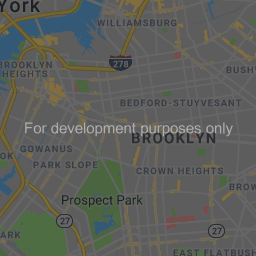 York
WILLIAMSBURG
BROOKLYN
HEIGHTS
278
BUSH
BEDFORD-STUYVESANT
For development purposes only
BROOKLYN
GOWANUS
PARK SLOPE
CROWN HEIGHTS
OK
BROW
Prospect Park
27
27
EAST FLATBUSH